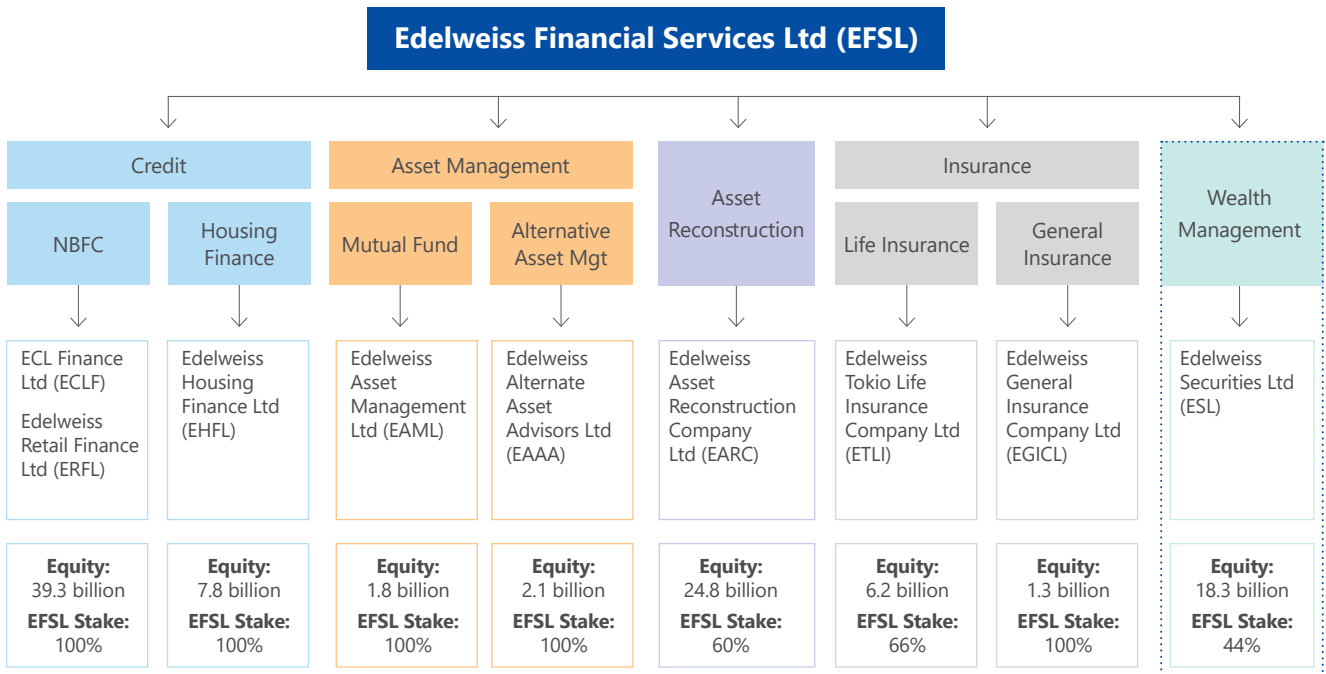 Edelweiss Financial Services Ltd (EFSL)
Credit
NBFC
Housing
Finance
Asset Management
Mutual Fund
Alternative
Asset Mgt
Asset
Reconstruction
Insurance
Life Insurance
General
Insurance
Wealth
Management
ECL Finance
Ltd (ECLF)
Edelweiss
Retail Finance
Ltd (ERFL)
Edelweiss
Housing
Finance Ltd
(EHFL)
Edelweiss
Asset
Management
Ltd (EAML)
Edelweiss
Alternate
Asset
Advisors Ltd
(EAAA)
Edelweiss
Asset
Reconstruction
Company
Ltd (EARC)
Edelweiss
Tokio Life
Insurance
Company Ltd
(ETLI)
Edelweiss
General
Insurance
Company Ltd
(EGICL)
Edelweiss
Securities Ltd
(ESL)
Equity:
39.3 billion
EFSL Stake:
100%
Equity:
7.8 billion
EFSL Stake:
100%
Equity:
1.8 billion
EFSL Stake:
100%
Equity:
2.1 billion
EFSL Stake:
100%
Equity:
24.8 billion
EFSL Stake:
60%
Equity:
6.2 billion
EFSL Stake:
66%
Equity:
1.3 billion
EFSL Stake:
100%
Equity:
18.3 billion
EFSL Stake:
44%